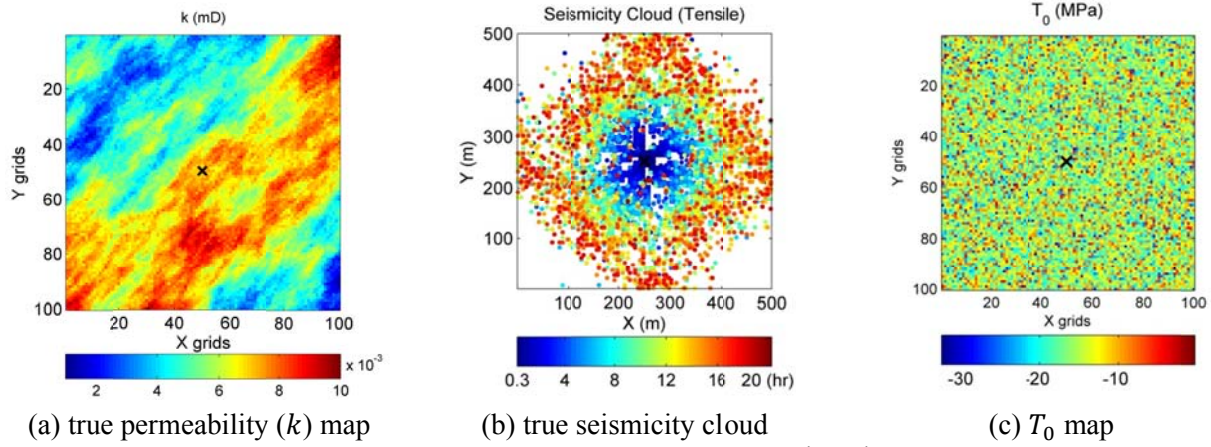 k (mD)
Y grids
20
40
60
80
100
20 40 60 80 100
X grids
x 10⁻³
2 4 6 8 10
(a) true permeability (k) map
Seismicity Cloud (Tensile)
Y (m)
500
400
300
200
100
100 200 300 400 500
X (m)
0.3 4 8 12 16 20 (hr)
(b) true seismicity cloud
T₀ (MPa)
Y grids
20
40
60
80
100
20 40 60 80 100
X grids
-30 -20 -10
(c) T₀ map